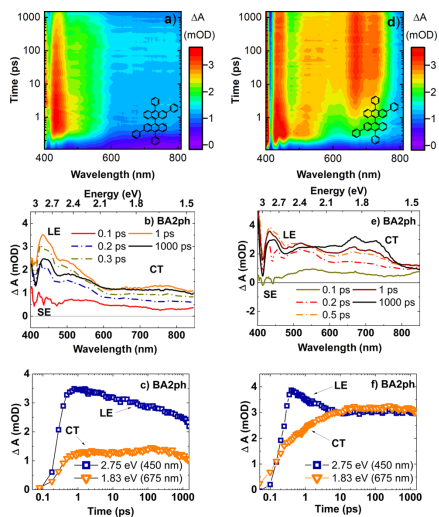 a)
ΔA
(mOD)
1000
100
10
1
Time (ps)
400 500 600 700 800
Wavelength (nm)
3
2
1
0
d)
ΔA
(mOD)
1000
100
10
1
Time (ps)
400 500 600 700 800
Wavelength (nm)
3
2
1
0
Energy (eV)
3 2.7 2.4 2.1 1.8 1.5
b) BA2ph
LE
0.1 ps
1 ps
0.2 ps
1000 ps
0.3 ps
CT
SE
Δ A (mOD)
4
3
2
1
0
400 500 600 700 800
Wavelength (nm)
Energy (eV)
3 2.7 2.4 2.1 1.8 1.5
e) BA2ph
LE
CT
SE
0.1 ps
1 ps
0.2 ps
1000 ps
0.5 ps
Δ A (mOD)
4
2
0
2
400 500 600 700 800
Wavelength (nm)
c) BA2ph
LE
CT
2.75 eV (450 nm)
1.83 eV (675 nm)
Δ A (mOD)
4
3
2
1
0
0.1 1 10 100 1000
Time (ps)
f) BA2ph
LE
CT
2.75 eV (450 nm)
1.83 eV (675 nm)
Δ A (mOD)
5
4
3
2
1
0
0.1 1 10 100 1000
Time (ps)